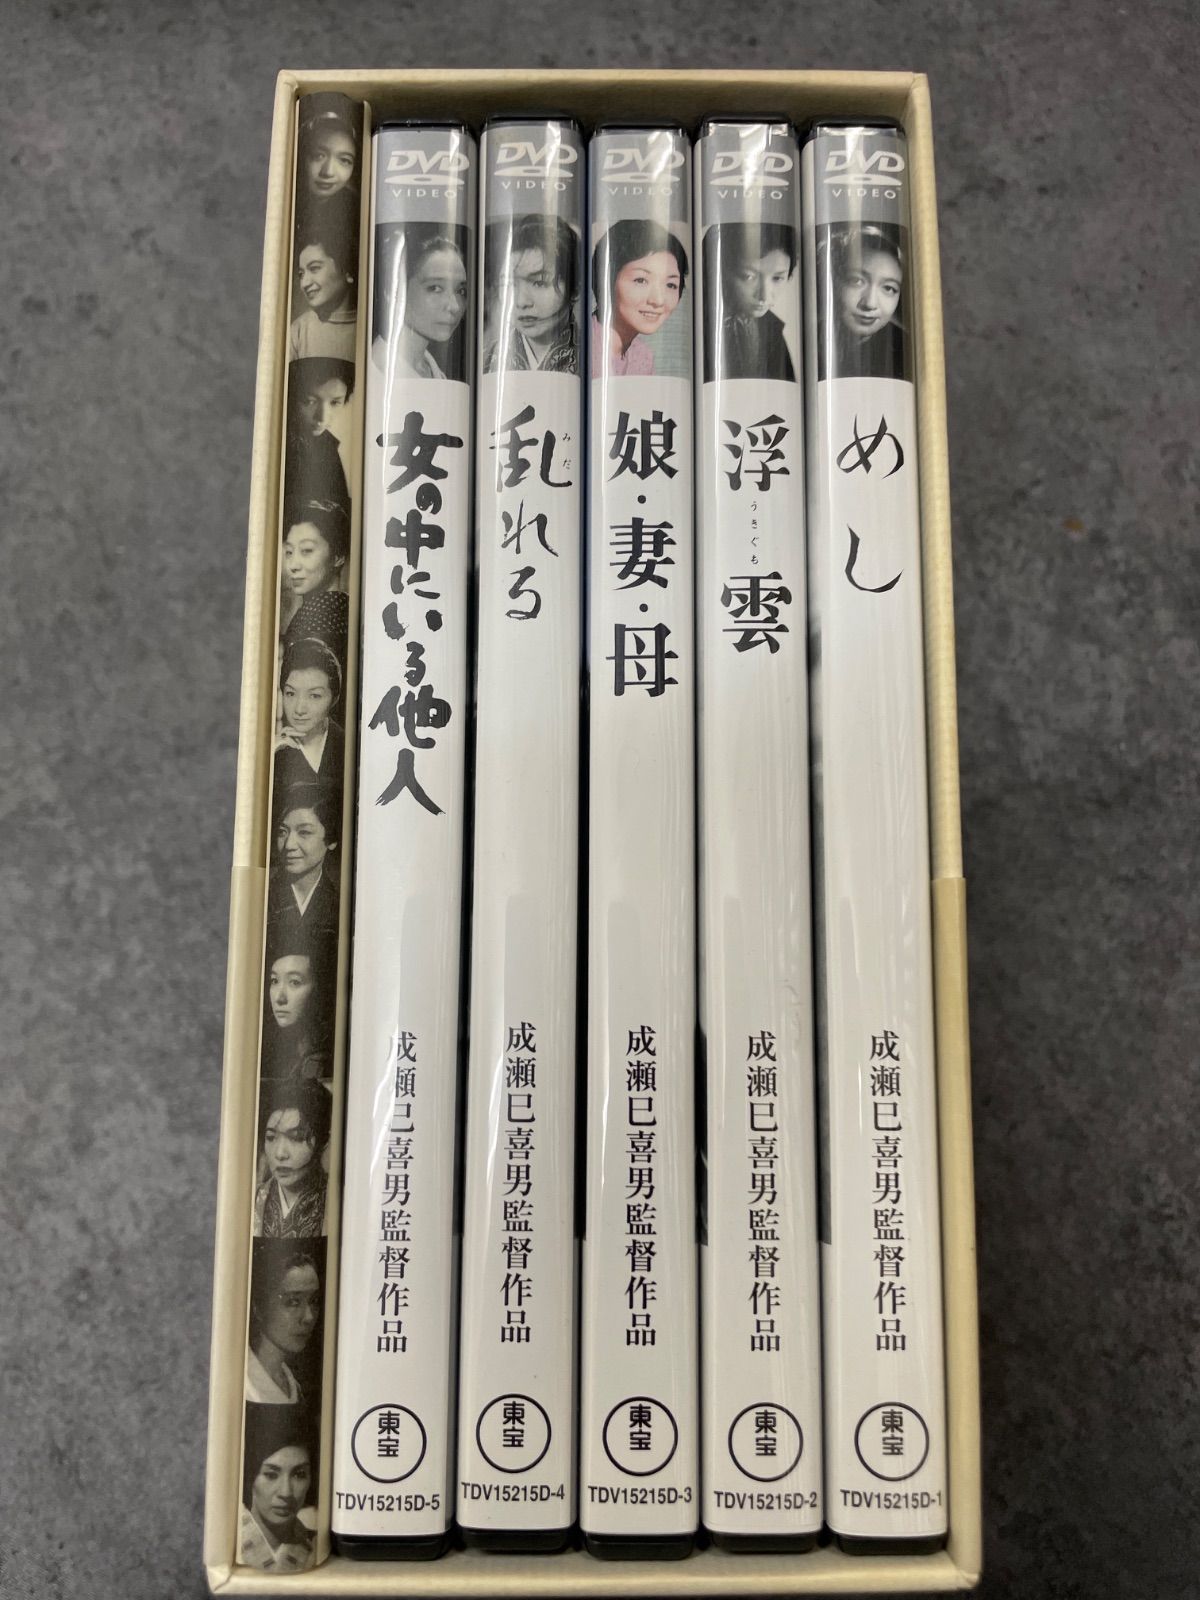 DVD
VIDEO
めし
成瀬巳喜男監督作品
東宝
TDV15215D-1
DVD
VIDEO
浮雲
うきぐも
成瀬巳喜男監督作品
東宝
TDV15215D-2
DVD
VIDEO
娘・妻・母
成瀬巳喜男監督作品
東宝
TDV15215D-3
DVD
VIDEO
乱れる
みだ
成瀬巳喜男監督作品
東宝
TDV15215D-4
DVD
VIDEO
女の中にいる他人
成瀬巳喜男監督作品
東宝
TDV15215D-5